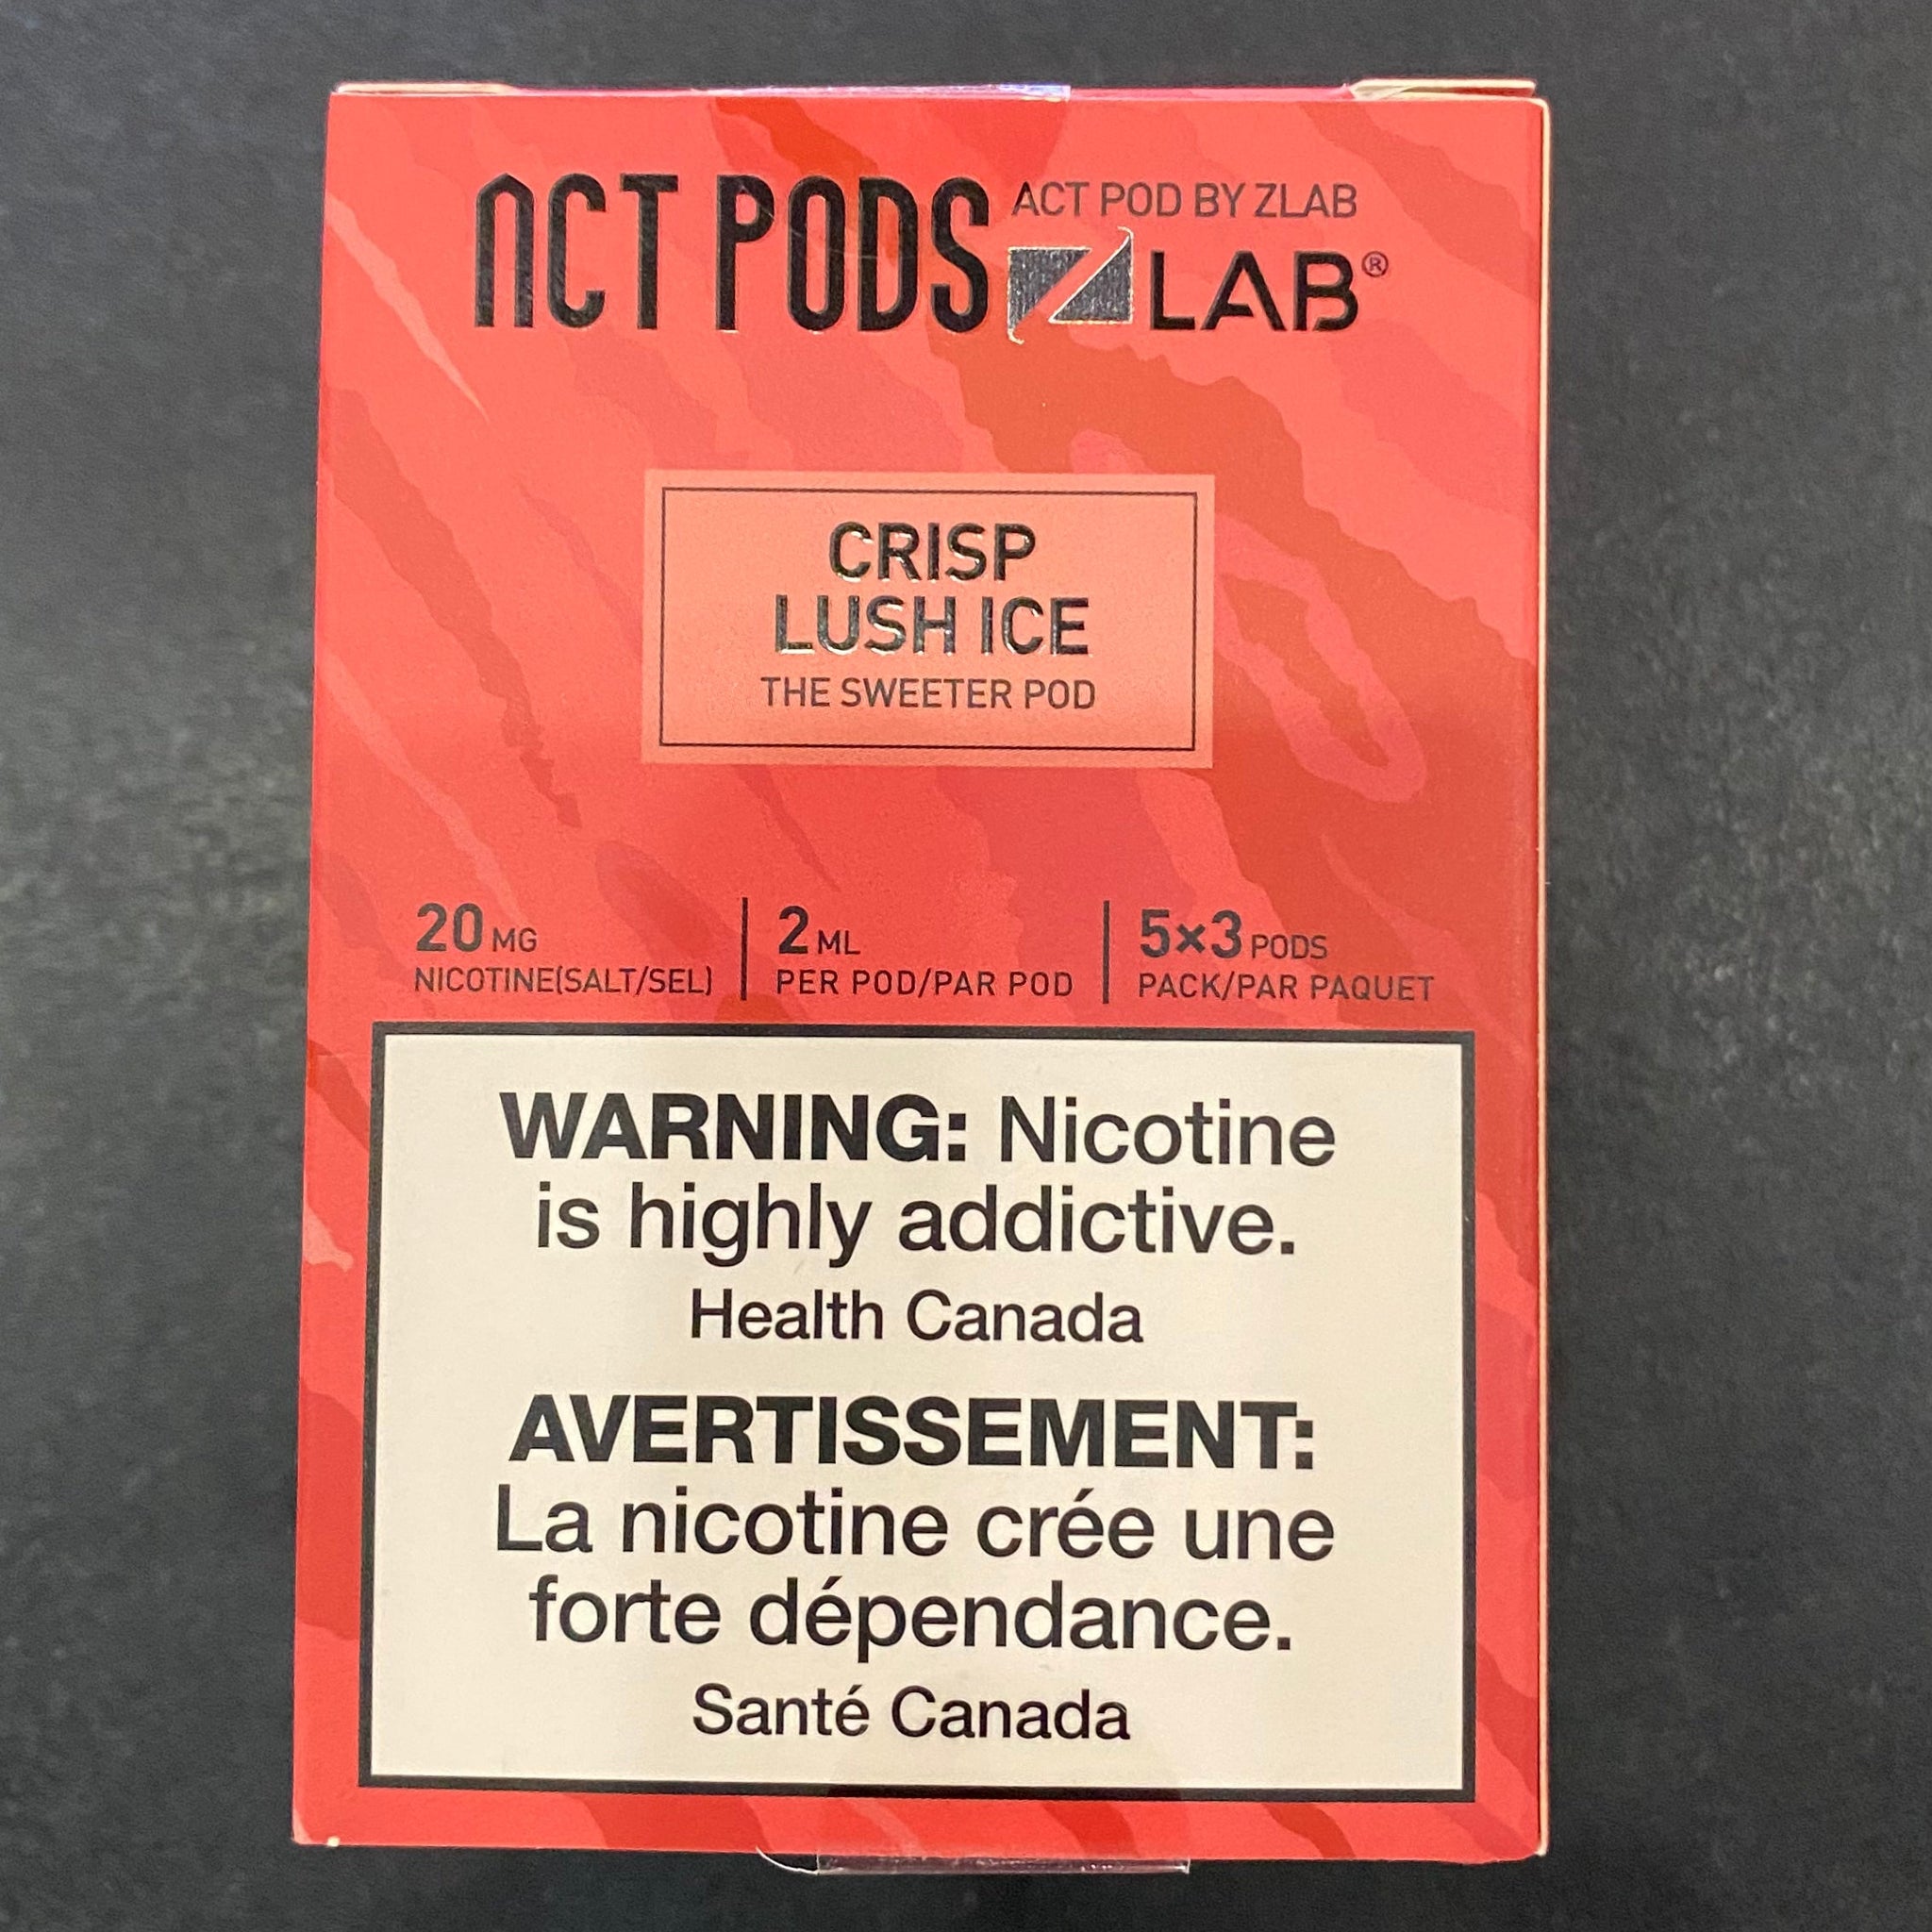 ACT PODS
ACT POD BY ZLAB
Z LAB®
CRISP
LUSH ICE
THE SWEETER POD
20 MG
NICOTINE(SALT/SEL)
2 ML
PER POD/PAR POD
5×3 PODS
PACK/PAR PAQUET
WARNING: Nicotine
is highly addictive.
Health Canada
AVERTISSEMENT:
La nicotine crée une
forte dépendance.
Santé Canada